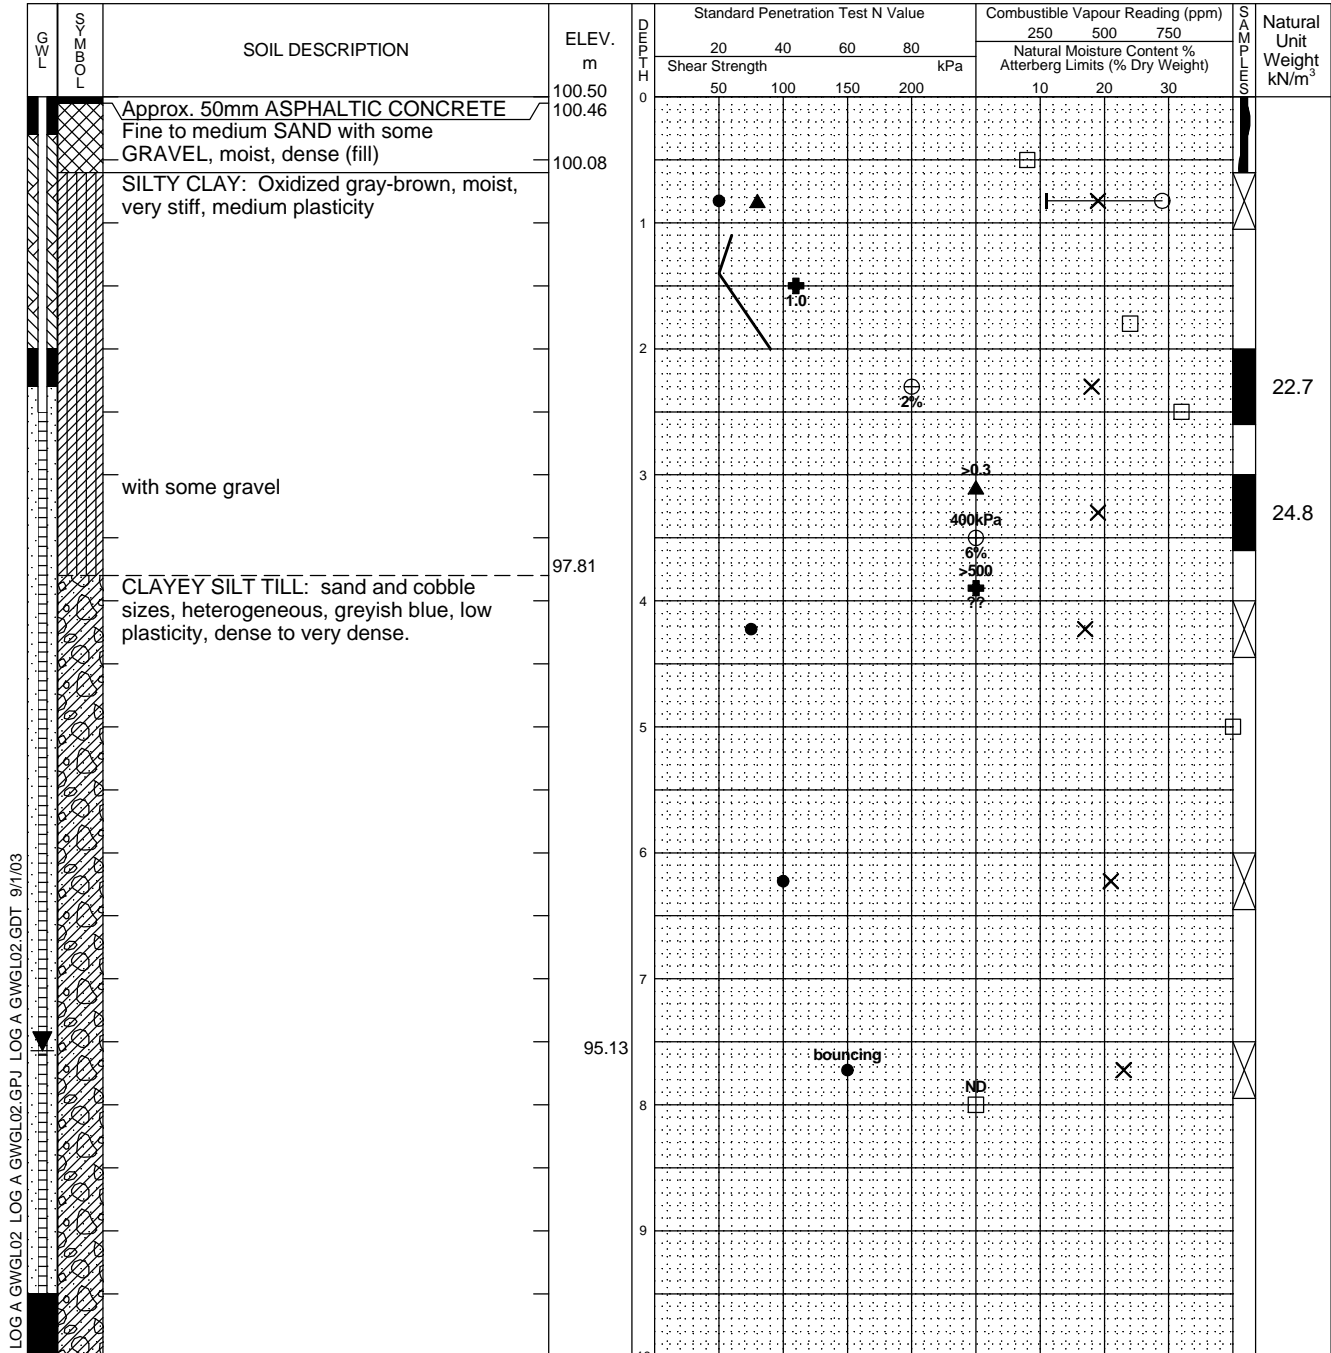 GWL
SYMBOL
SOIL DESCRIPTION
ELEV.
m
DEPTH
Standard Penetration Test N Value
20 40 60 80
Shear Strength kPa
50 100 150 200
Combustible Vapour Reading (ppm)
250 500 750
Natural Moisture Content %
Atterberg Limits (% Dry Weight)
10 20 30
SAMPLES
Natural
Unit
Weight
kN/m³
100.50
0
Approx. 50mm ASPHALTIC CONCRETE
100.46
Fine to medium SAND with some
GRAVEL, moist, dense (fill)
100.08
SILTY CLAY: Oxidized gray-brown, moist,
very stiff, medium plasticity
1
1.0
2
2%
22.7
>0.3
3
with some gravel
400kPa
24.8
6%
97.81
>500
CLAYEY SILT TILL: sand and cobble
sizes, heterogeneous, greyish blue, low
plasticity, dense to very dense.
4
??
5
6
7
95.13
bouncing
ND
8
9
10
LOG A GWGL02 LOG A GWGL02.GPJ LOG A GWGL02.GDT 9/1/03